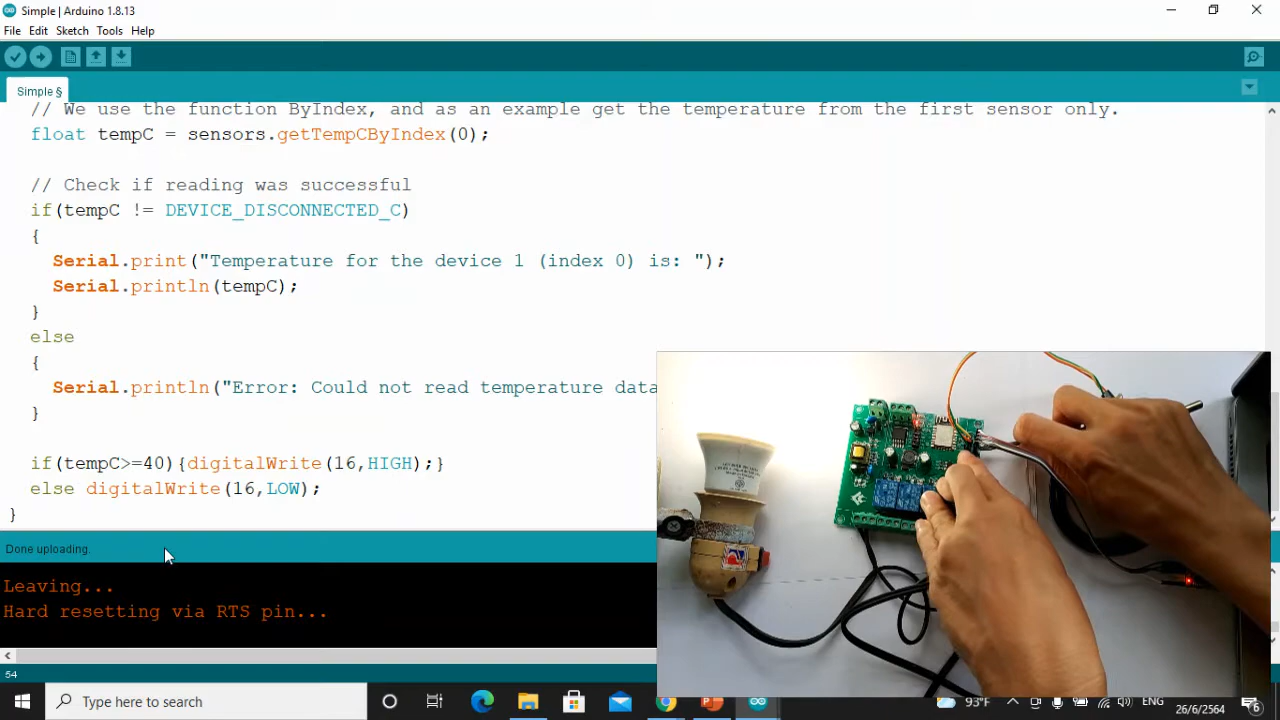 Simple | Arduino 1.8.13
File Edit Sketch Tools Help
Simple §
// We use the function ByIndex, and as an example get the temperature from the first sensor only.
float tempC = sensors.getTempCByIndex(0);
// Check if reading was successful
if(tempC != DEVICE_DISCONNECTED_C)
{
Serial.print("Temperature for the device 1 (index 0) is: ");
Serial.println(tempC);
}
else
{
Serial.println("Error: Could not read temperature data
}
if(tempC>=40){digitalWrite(16,HIGH);}
else digitalWrite(16,LOW);
}
Done uploading.
Leaving...
Hard resetting via RTS pin...
54
Type here to search
93°F
ENG
26/6/2564
6